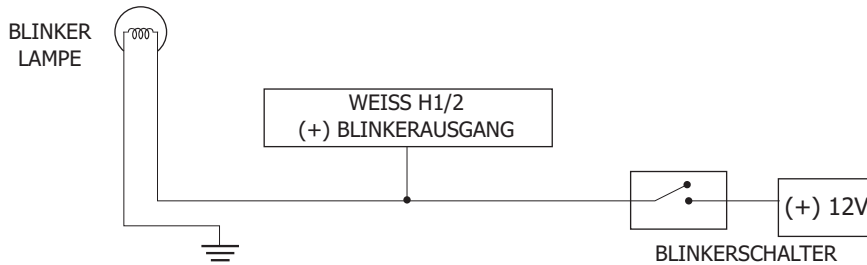 BLINKER
LAMPE
WEISS H1/2
(+) BLINKERAUSGANG
(+) 12V
BLINKERSCHALTER